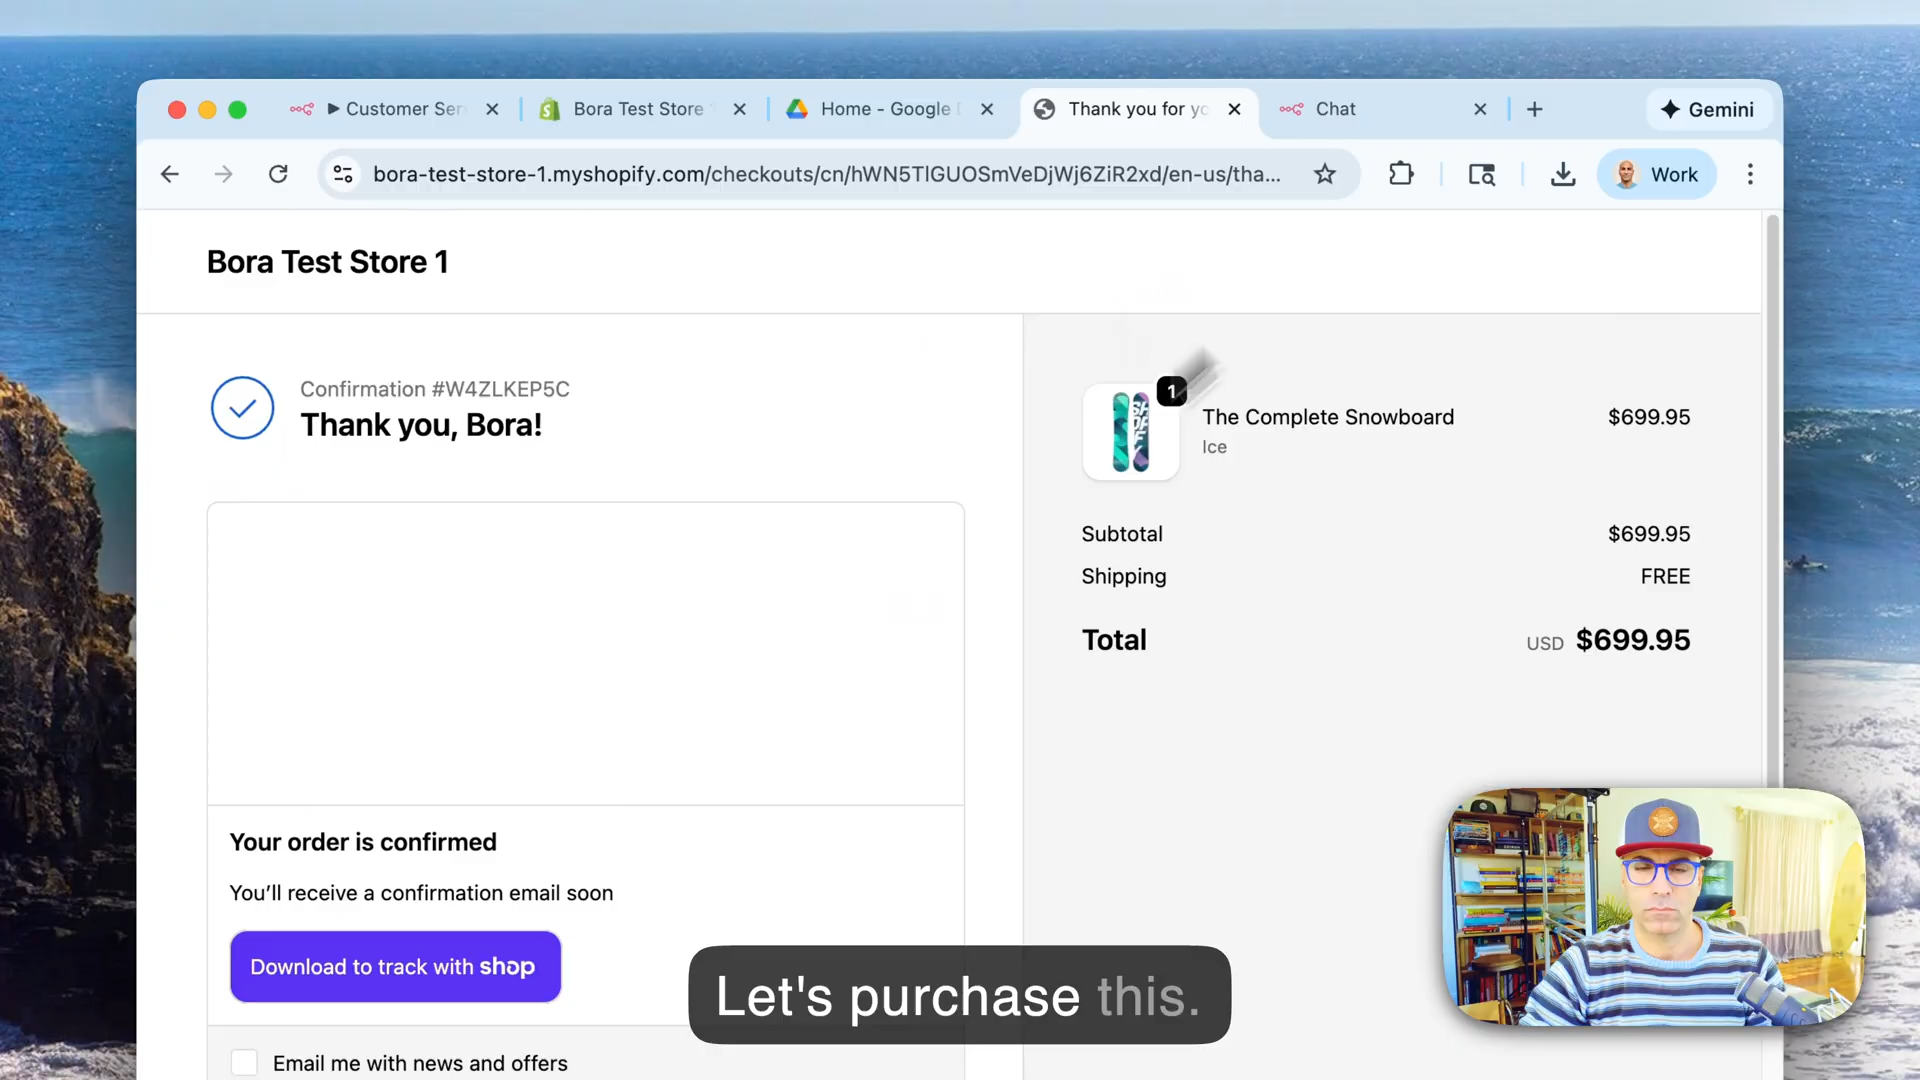 ▶ Customer Ser
Bora Test Store
Home - Google
Thank you for yo
Chat
Gemini
bora-test-store-1.myshopify.com/checkouts/cn/hWN5TlGUOSmVeDjWj6ZiR2xd/en-us/tha...
Work
Bora Test Store 1
Confirmation #W4ZLKEP5C
Thank you, Bora!
1
The Complete Snowboard
$699.95
Ice
Subtotal
$699.95
Shipping
FREE
Total
USD $699.95
Your order is confirmed
You’ll receive a confirmation email soon
Download to track with shop
Email me with news and offers
Let's purchase this.